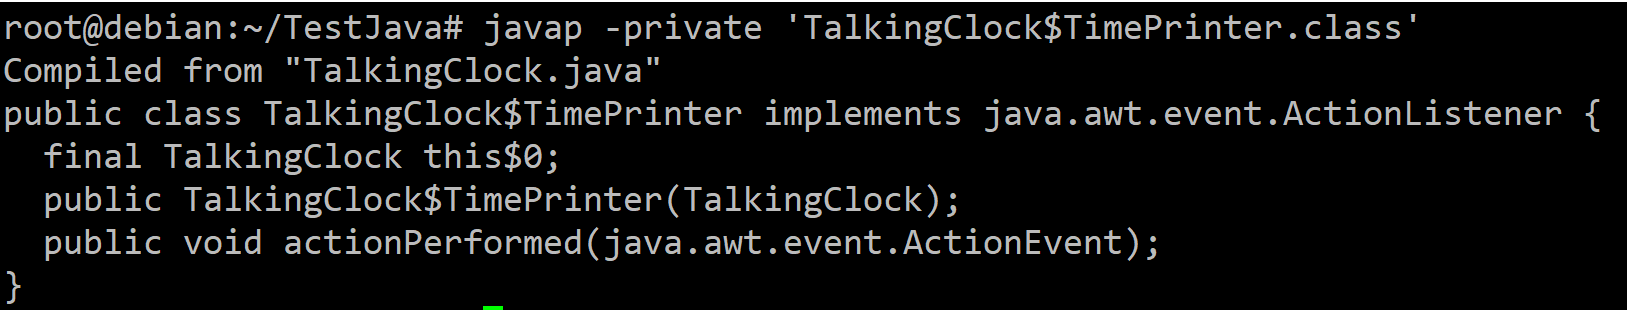 root@debian:~/TestJava# javap -private 'TalkingClock$TimePrinter.class'
Compiled from "TalkingClock.java"
public class TalkingClock$TimePrinter implements java.awt.event.ActionListener {
  final TalkingClock this$0;
  public TalkingClock$TimePrinter(TalkingClock);
  public void actionPerformed(java.awt.event.ActionEvent);
}